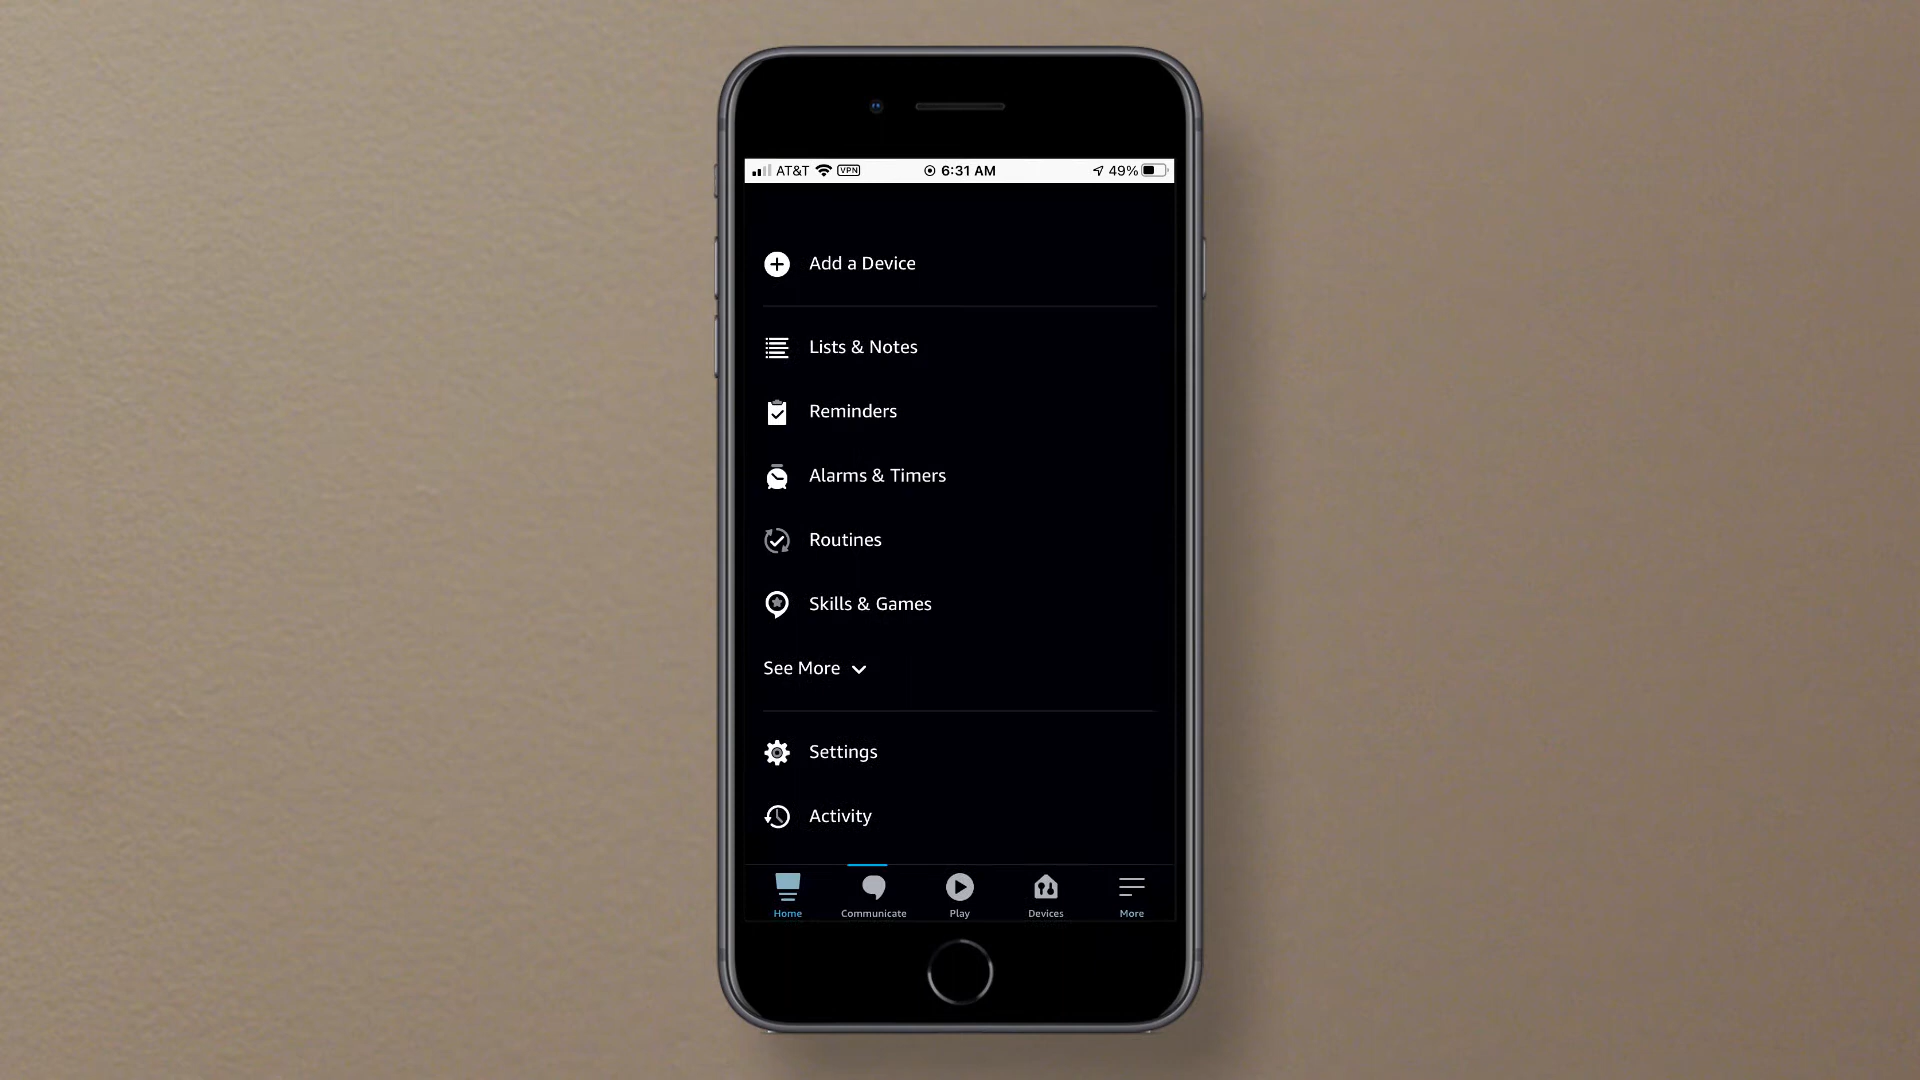 AT&T VPN 6:31 AM 49%
Add a Device
Lists & Notes
Reminders
Alarms & Timers
Routines
Skills & Games
See More
Settings
Activity
Home Communicate Play Devices More